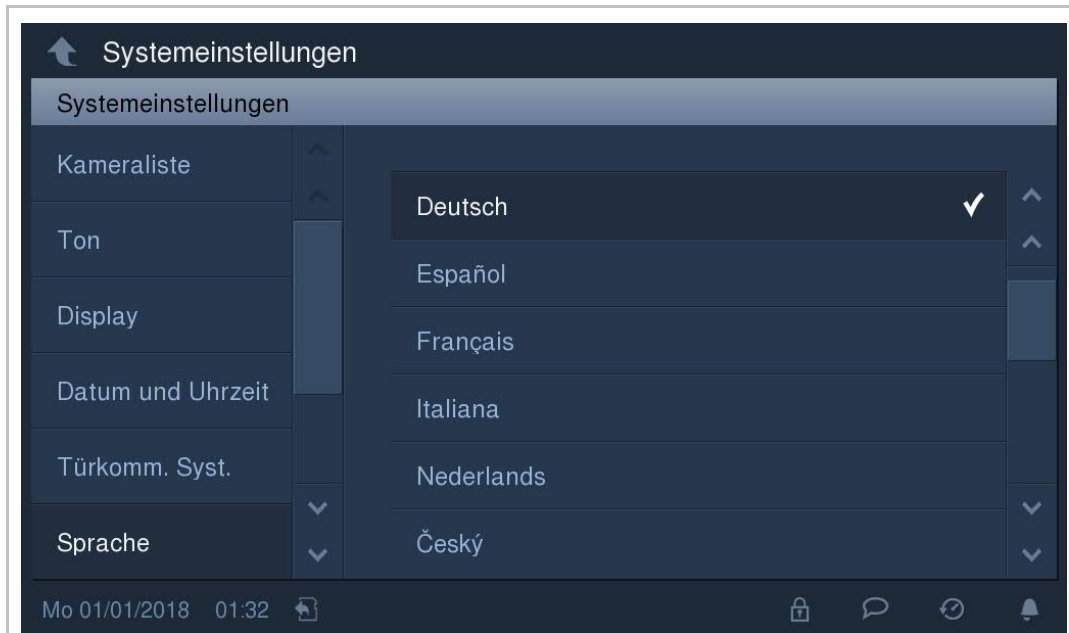 Systemeinstellungen
Systemeinstellungen
Kameraliste
Ton
Display
Datum und Uhrzeit
Türkomm. Syst.
Sprache
Deutsch
Español
Français
Italiana
Nederlands
Český
Mo 01/01/2018 01:32